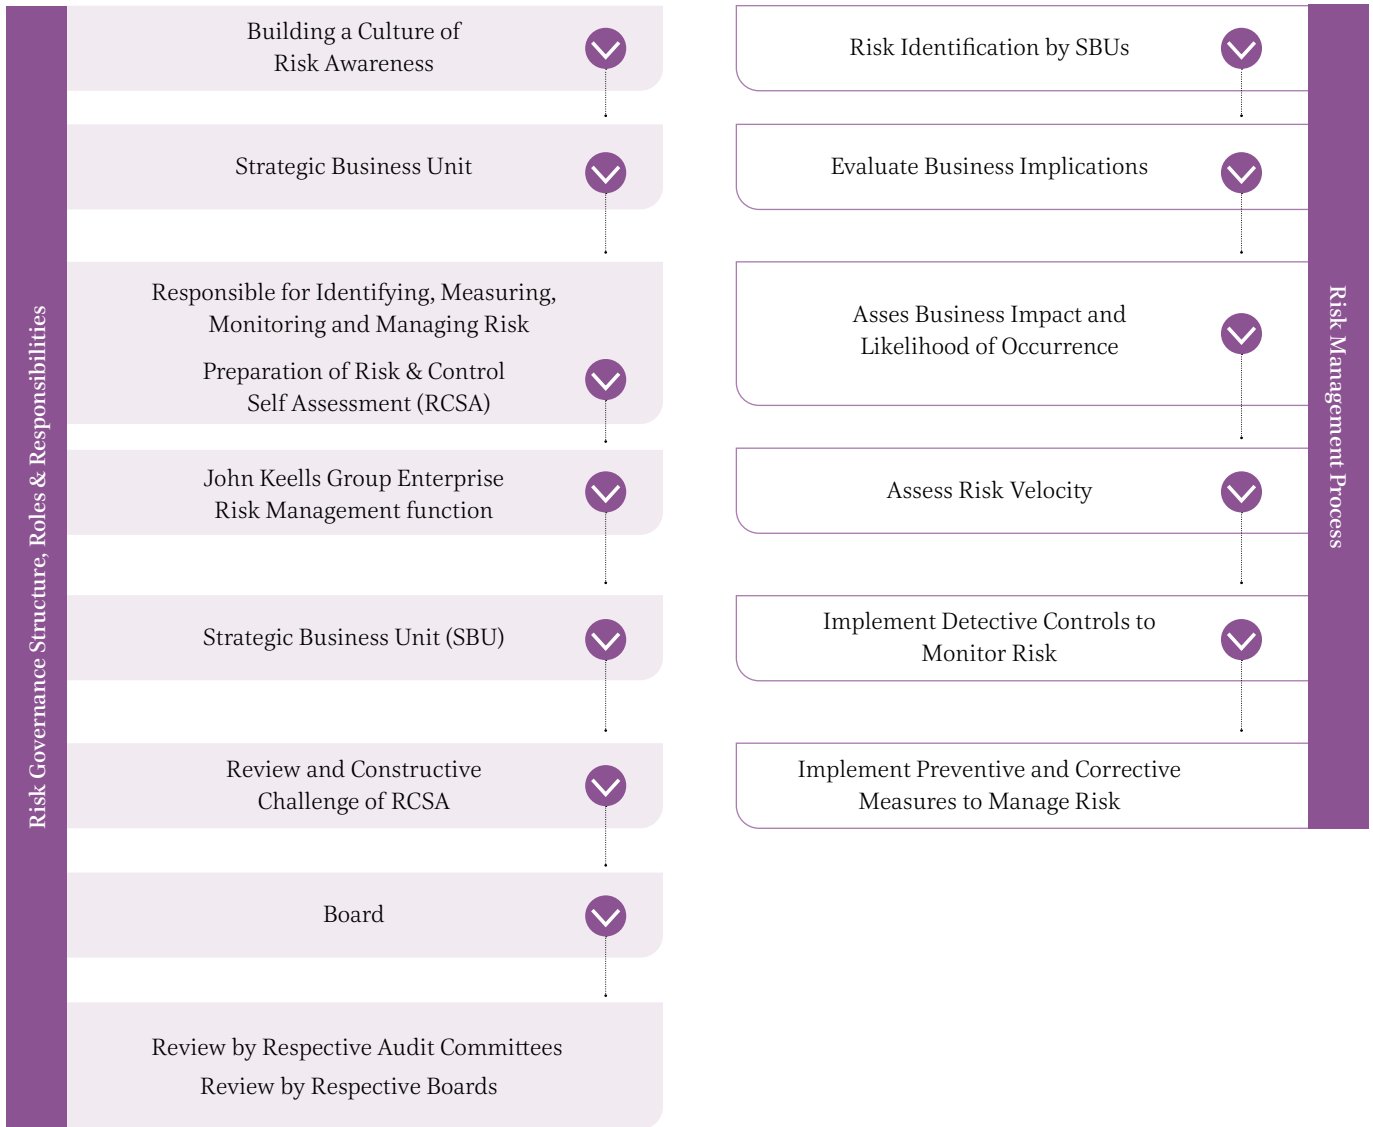 Risk Governance Structure, Roles & Responsibilities
Building a Culture of
Risk Awareness
Strategic Business Unit
Responsible for Identifying, Measuring,
Monitoring and Managing Risk
Preparation of Risk & Control
Self Assessment (RCSA)
John Keells Group Enterprise
Risk Management function
Strategic Business Unit (SBU)
Review and Constructive
Challenge of RCSA
Board
Review by Respective Audit Committees
Review by Respective Boards
Risk Identification by SBUs
Evaluate Business Implications
Asses Business Impact and
Likelihood of Occurrence
Assess Risk Velocity
Implement Detective Controls to
Monitor Risk
Implement Preventive and Corrective
Measures to Manage Risk
Risk Management Process